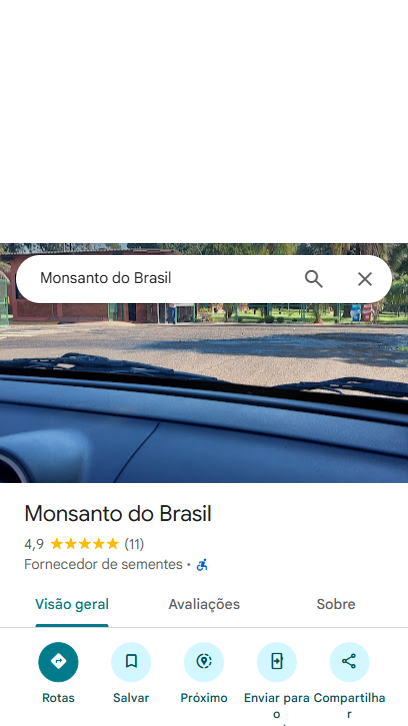 Monsanto do Brasil
Monsanto do Brasil
4,9 (11)
Fornecedor de sementes •
Visão geral
Avaliações
Sobre
Rotas
Salvar
Próximo
Enviar para o
Compartilhar